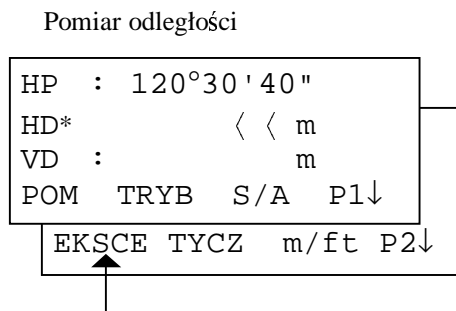 Pomiar odległości
HP : 120°30'40"
HD* 〈 〈 m
VD : m
POM TRYB S/A P1↓
EKSCE TYCZ m/ft P2↓